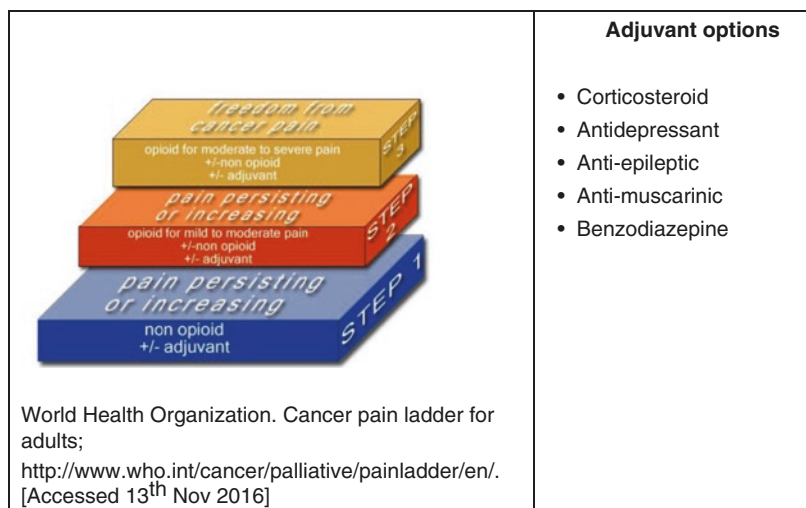 freedom from
cancer pain
opioid for moderate to severe pain
+/-non opioid
+/- adjuvant
STEP 3
pain persisting
or increasing
opioid for mild to moderate pain
+/-non opioid
+/- adjuvant
STEP 2
pain persisting
or increasing
non opioid
+/- adjuvant
STEP 1
World Health Organization. Cancer pain ladder for
adults;
http://www.who.int/cancer/palliative/painladder/en/.
[Accessed 13th Nov 2016]
Adjuvant options
• Corticosteroid
• Antidepressant
• Anti-epileptic
• Anti-muscarinic
• Benzodiazepine